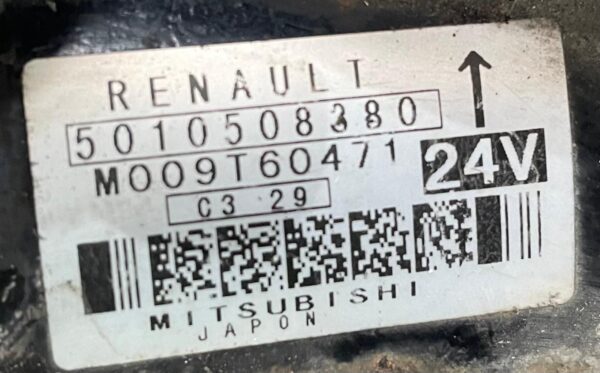 RENAULT
5010508380
M009T60471
24V
C3 29
MITSUBISHI
JAPON